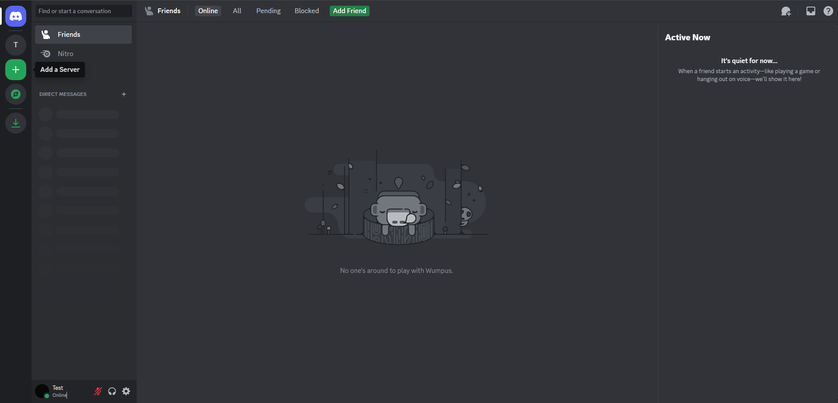 Find or start a conversation
Friends
Online
All
Pending
Blocked
Add Friend
T
Friends
Nitro
Add a Server
DIRECT MESSAGES
Active Now
It's quiet for now...
When a friend starts an activity—like playing a game or
hanging out on voice—we'll show it here!
No one's around to play with Wumpus.
Test
Online